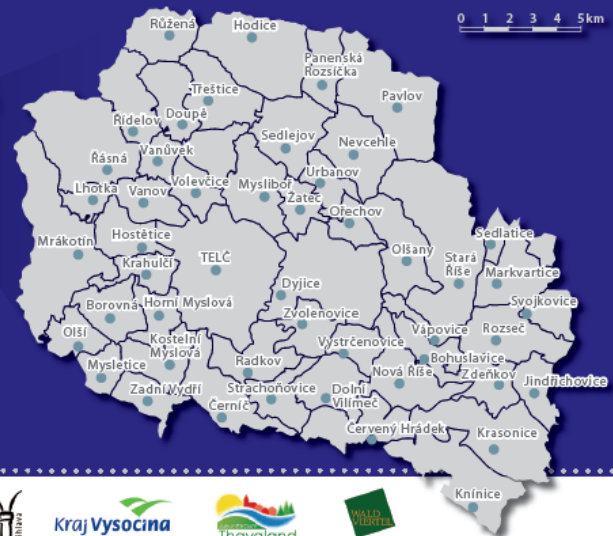 0 1 2 3 4 5km
Růžená
Hodice
Panenská
Rozsíčka
Třeštice
Pavlov
Doupě
Řídelov
Sedlejov
Nevcehle
Vanůvek
Řásná
Urbanov
Lhotka
Vanov
Volevčice
Mysliboř
Žatec
Ořechov
Hostětice
Mrákotín
Sedlatice
Krahulčí
TELČ
Olšany
Stará
Říše
Markvartice
Dyjice
Borovná
Horní Myslová
Svojkovice
Zvoleňovice
Olší
Vápovice
Rozseč
Kostelní
Myslová
Vystrčenovice
Bohuslavice
Mysletice
Radkov
Nová Říše
Zdeňkov
Jindřichovice
Zadní Vydří
Strachoňovice
Dolní
Vilímeč
Černíč
Červený Hrádek
Krasonice
Knínice
Kraj Vysočina
Thayaland
WALD
VIERTEL